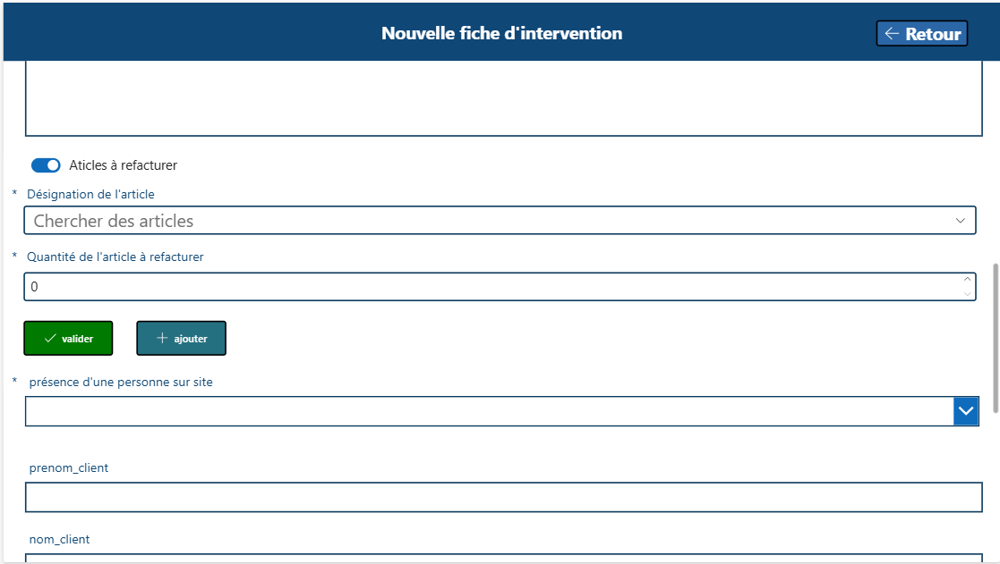 Nouvelle fiche d'intervention
Retour
Aticles à refacturer
* Désignation de l'article
Chercher des articles
* Quantité de l'article à refacturer
0
valider
ajouter
* présence d'une personne sur site
prenom_client
nom_client